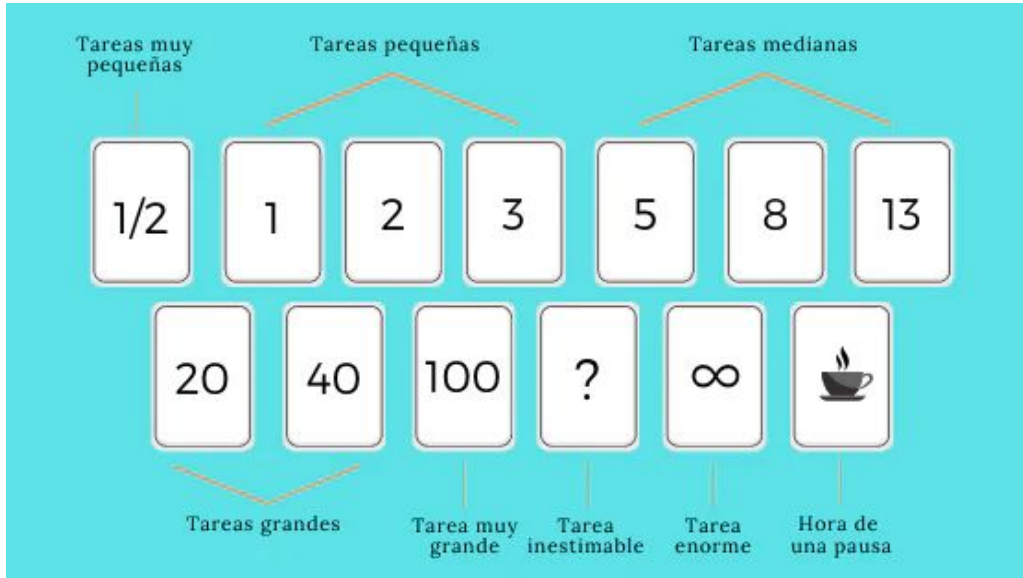 Tareas muy
pequeñas
Tareas pequeñas
Tareas medianas
1/2
1
2
3
5
8
13
20
40
100
?
∞
Tareas grandes
Tarea muy
grande
Tarea
inestimable
Tarea
enorme
Hora de
una pausa